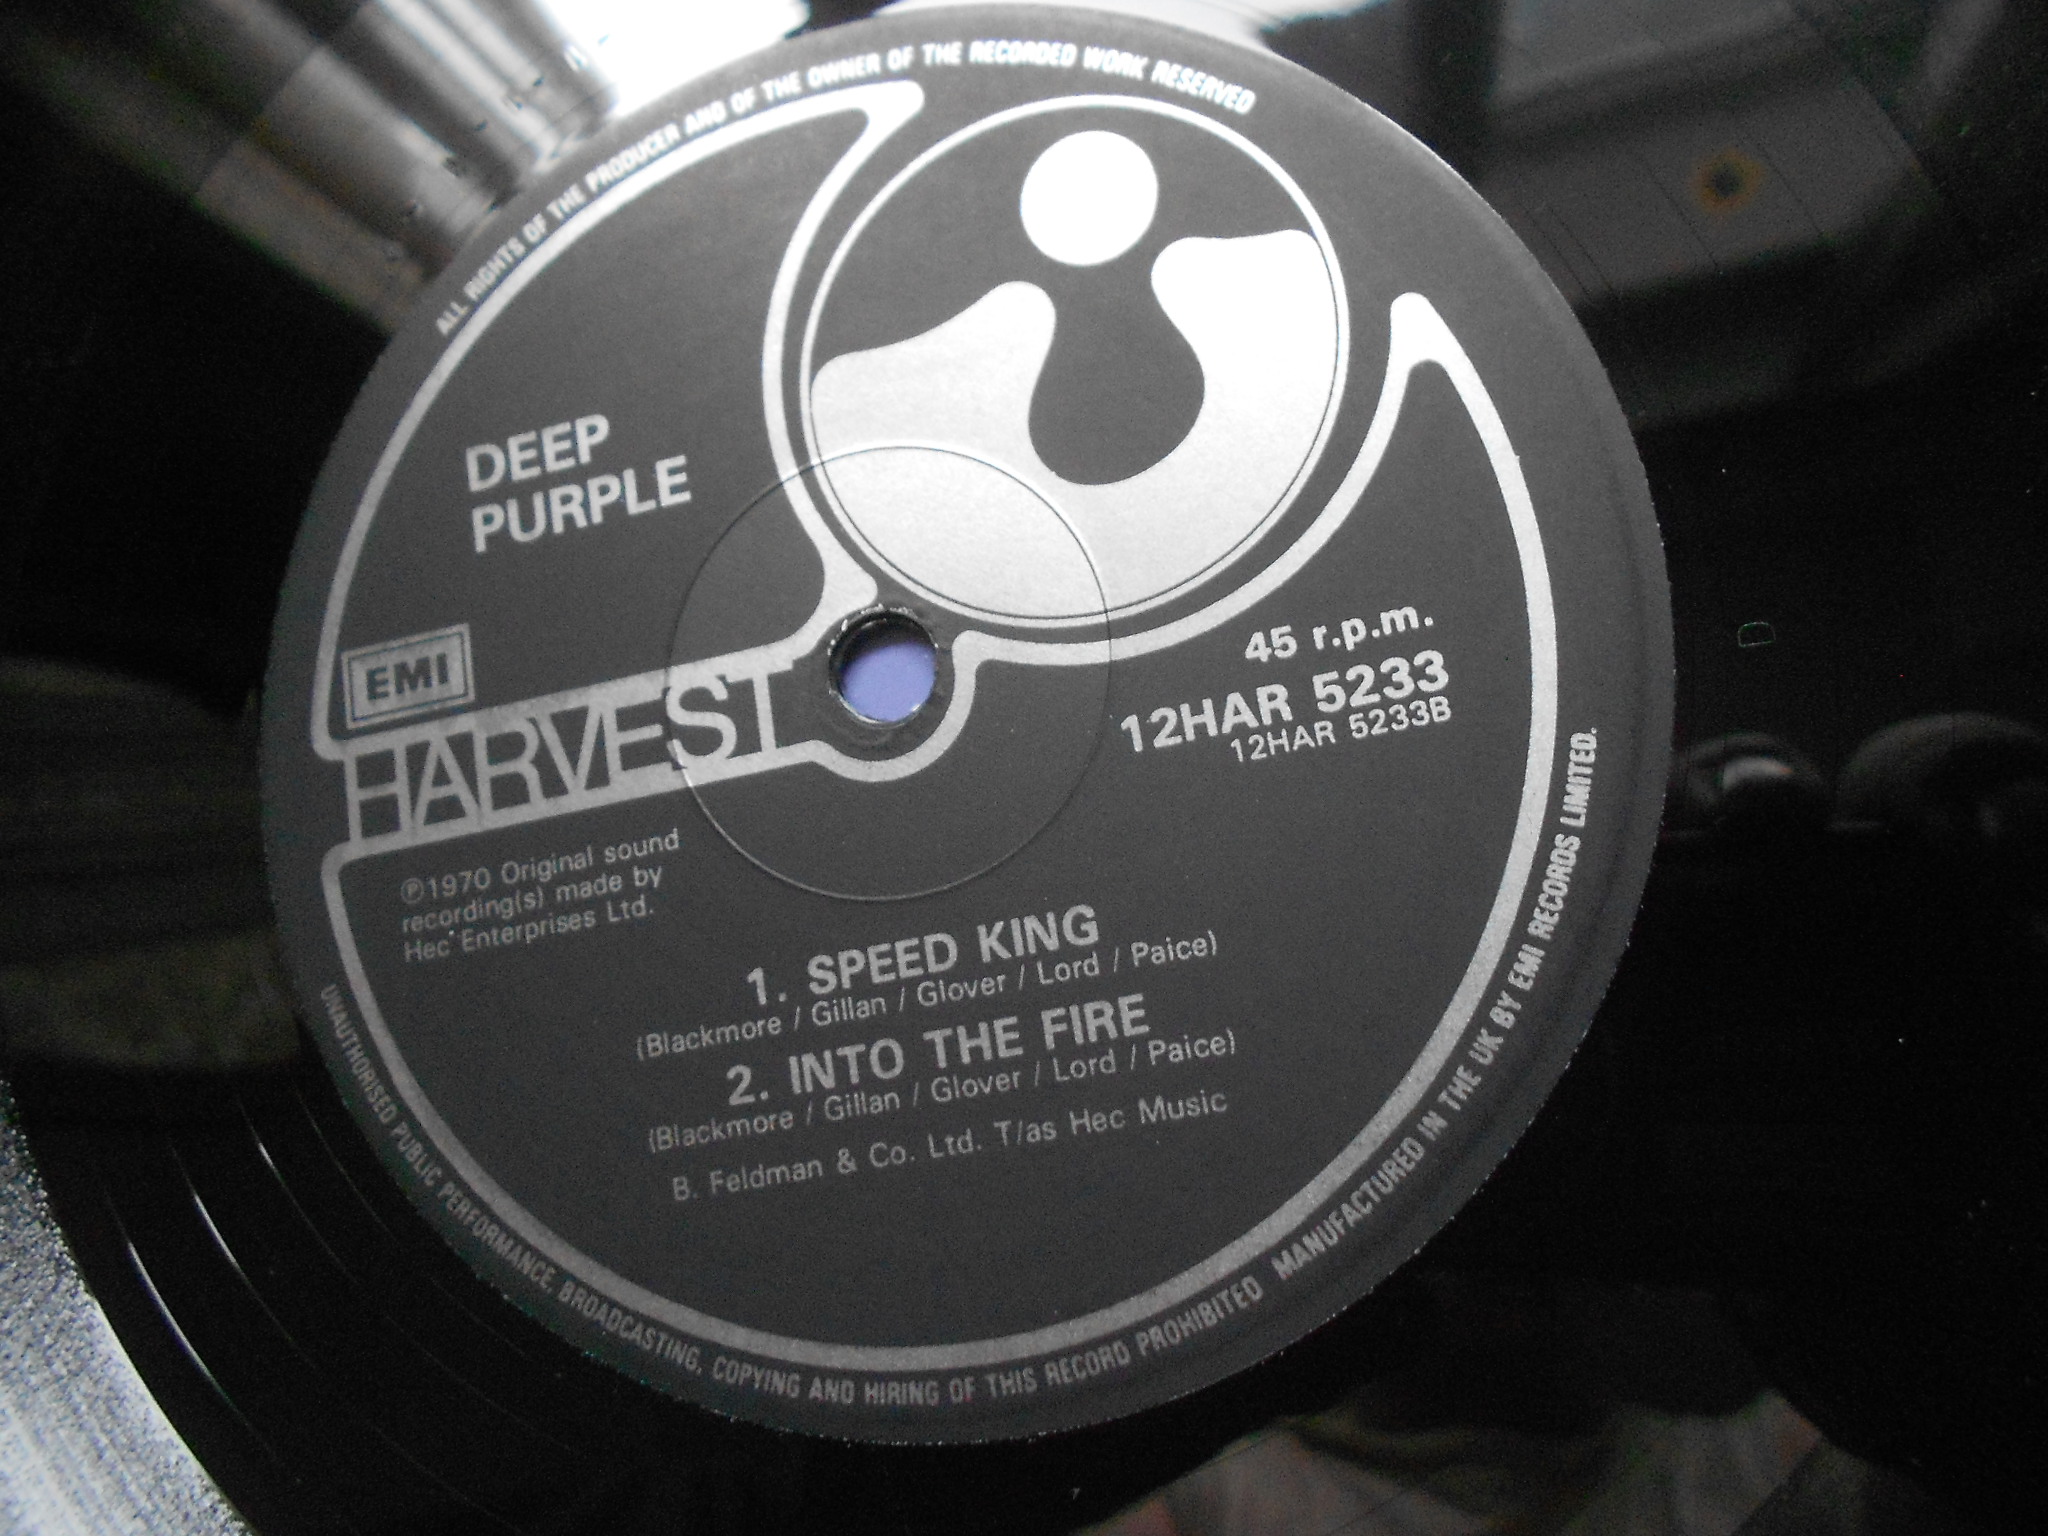 ALL RIGHTS OF THE PRODUCER AND OF THE OWNER OF THE RECORDED WORK RESERVED
DEEP
PURPLE
EMI
HARVEST
45 r.p.m.
12HAR 5233
12HAR 5233B
℗1970 Original sound
recording(s) made by
Hec Enterprises Ltd.
1. SPEED KING
(Blackmore / Gillan / Glover / Lord / Paice)
2. INTO THE FIRE
(Blackmore / Gillan / Glover / Lord / Paice)
B. Feldman & Co. Ltd. T/as Hec Music
UNAUTHORISED PUBLIC PERFORMANCE, BROADCASTING, COPYING AND HIRING OF THIS RECORD PROHIBITED MANUFACTURED IN THE UK BY EMI RECORDS LIMITED.